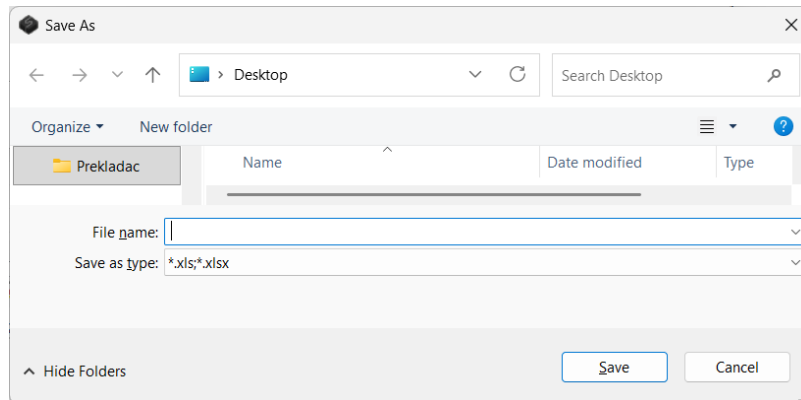 Save As
Desktop
Search Desktop
Organize
New folder
Prekladac
Name
Date modified
Type
File name:
Save as type: *.xls;*.xlsx
Hide Folders
Save
Cancel